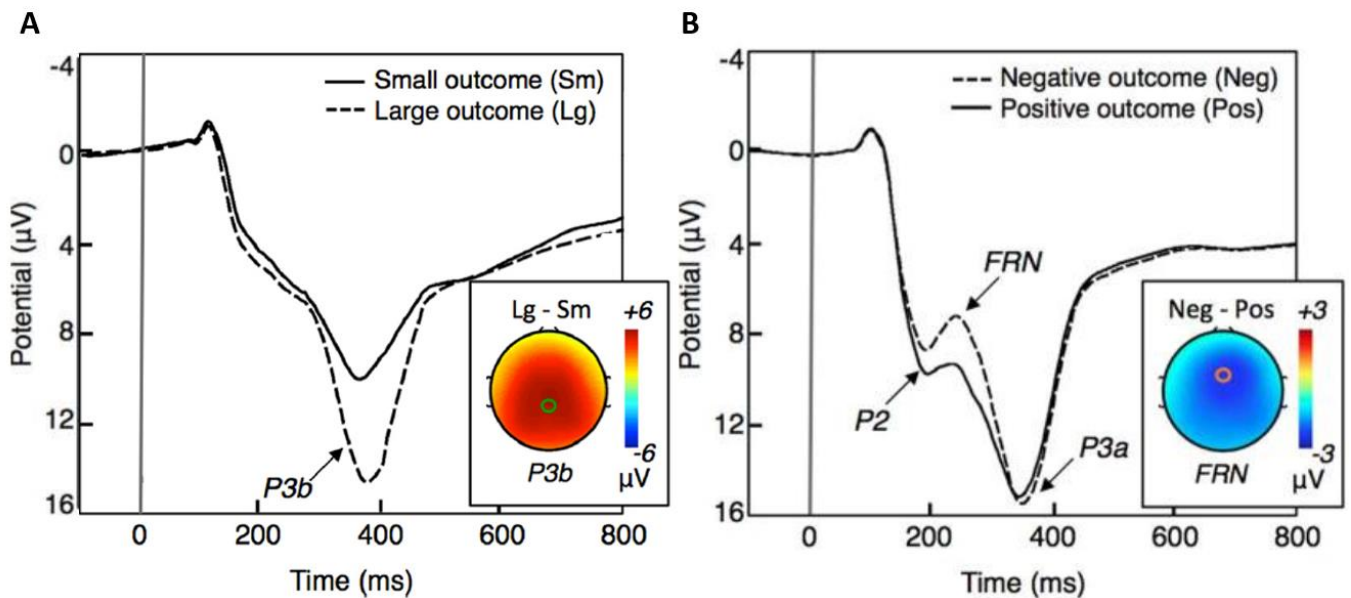 A
-4
0
4
8
12
16
Potential (µV)
Small outcome (Sm)
Large outcome (Lg)
P3b
Lg - Sm
+6
-6
µV
P3b
0
200
400
600
800
Time (ms)
B
-4
0
4
8
12
16
Potential (µV)
Negative outcome (Neg)
Positive outcome (Pos)
FRN
P2
P3a
Neg - Pos
+3
-3
µV
FRN
0
200
400
600
800
Time (ms)